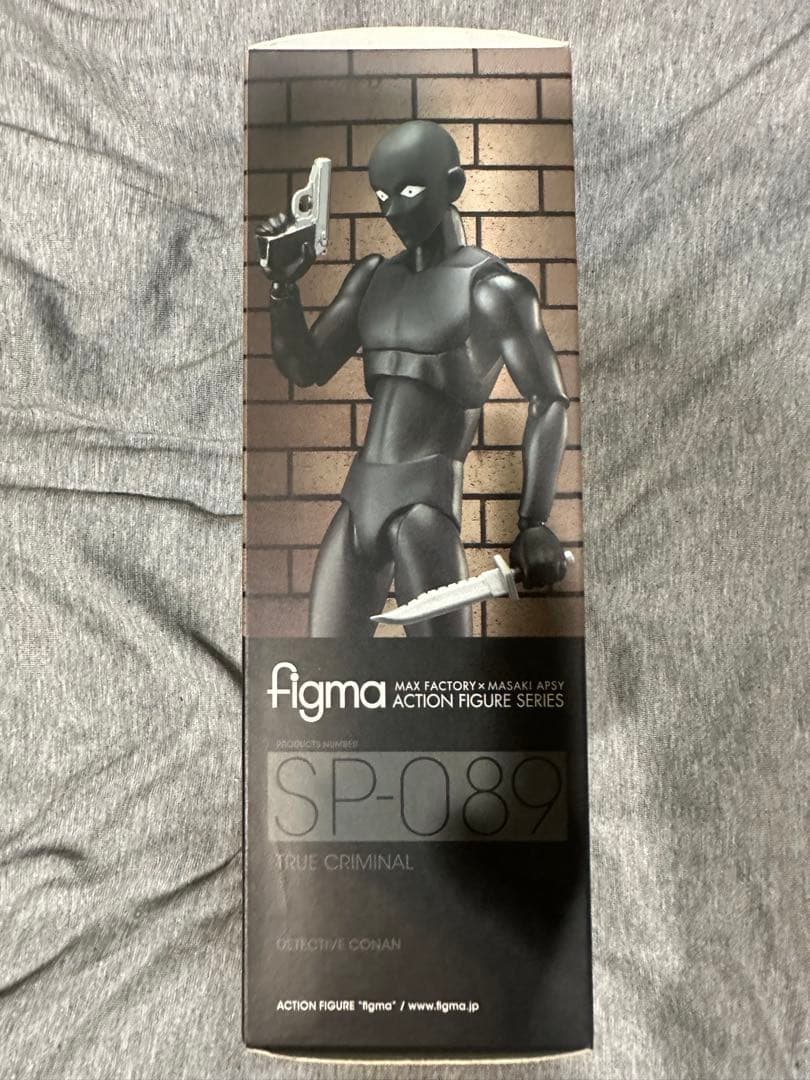 figma MAX FACTORY×MASAKI APSY
ACTION FIGURE SERIES
PRODUCTS NUMBER
SP-089
TRUE CRIMINAL
DETECTIVE CONAN
ACTION FIGURE "figma" / www.figma.jp